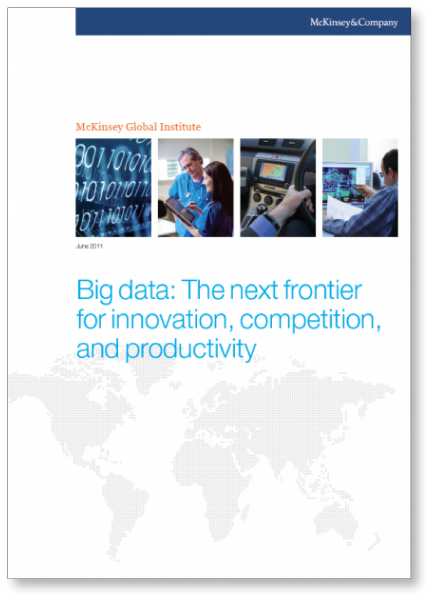 McKinsey&Company
McKinsey Global Institute
June 2011
Big data: The next frontier
for innovation, competition,
and productivity